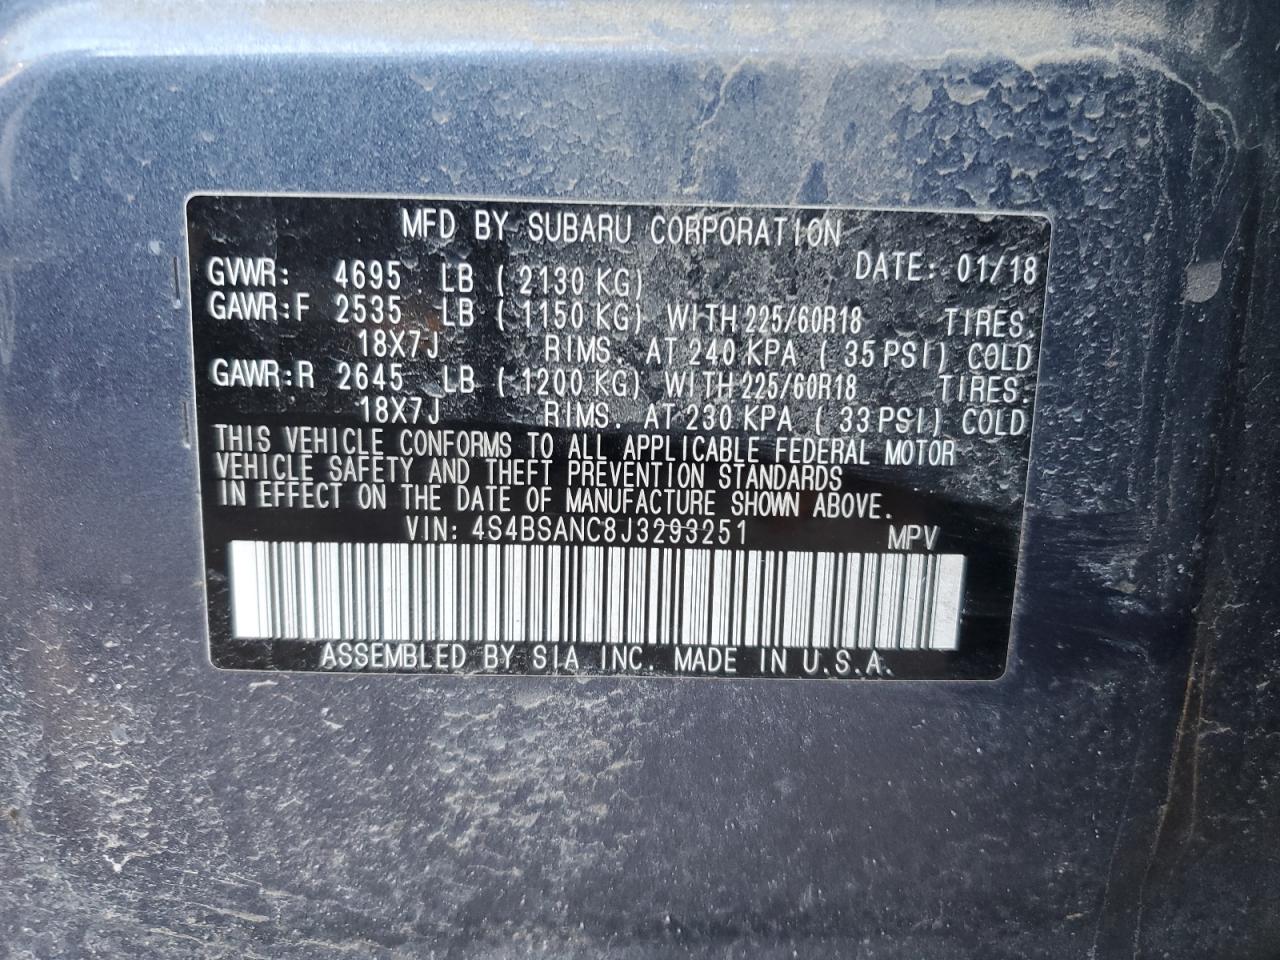 MFD BY SUBARU CORPORATION
GVWR: 4695 LB ( 2130 KG) DATE: 01/18
GAWR:F 2535 LB ( 1150 KG) WITH 225/60R18 TIRES.
18X7J RIMS. AT 240 KPA ( 35 PSI) COLD
GAWR:R 2645 LB ( 1200 KG) WITH 225/60R18 TIRES.
18X7J RIMS. AT 230 KPA ( 33 PSI) COLD
THIS VEHICLE CONFORMS TO ALL APPLICABLE FEDERAL MOTOR
VEHICLE SAFETY AND THEFT PREVENTION STANDARDS
IN EFFECT ON THE DATE OF MANUFACTURE SHOWN ABOVE.
VIN: 4S4BSANC8J3293251 MPV
ASSEMBLED BY SIA INC. MADE IN U.S.A.